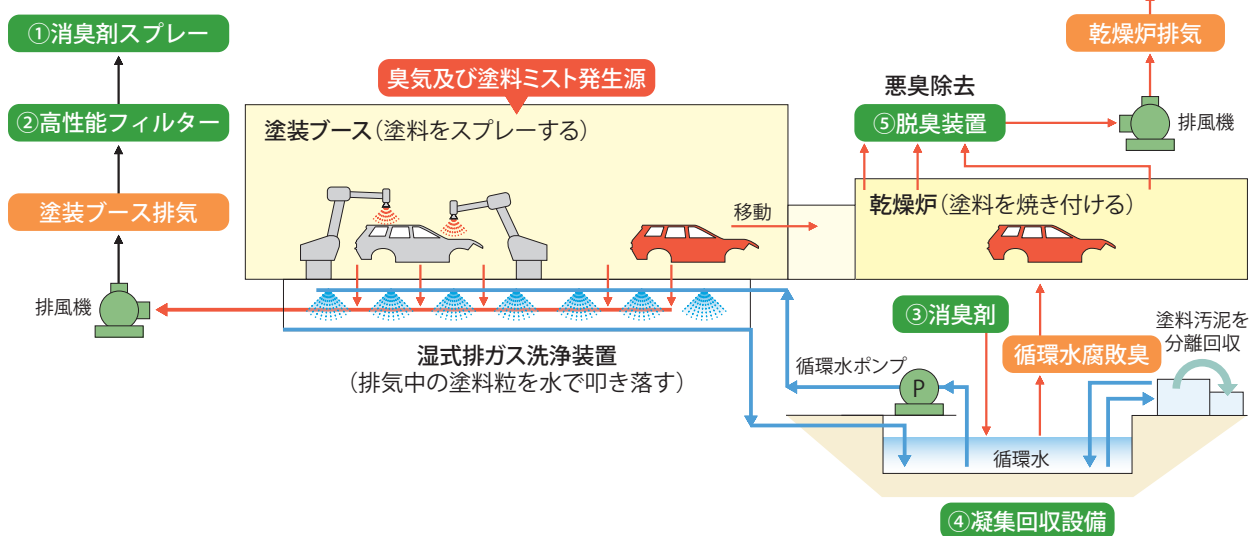 ①消臭剤スプレー
②高性能フィルター
塗装ブース排気
排風機
臭気及び塗料ミスト発生源
塗装ブース(塗料をスプレーする)
移動
湿式排ガス洗浄装置
(排気中の塗料粒を水で叩き落す)
乾燥炉排気
悪臭除去
⑤脱臭装置
排風機
乾燥炉(塗料を焼き付ける)
③消臭剤
循環水腐敗臭
塗料汚泥を
分離回収
循環水ポンプ
P
循環水
④凝集回収設備